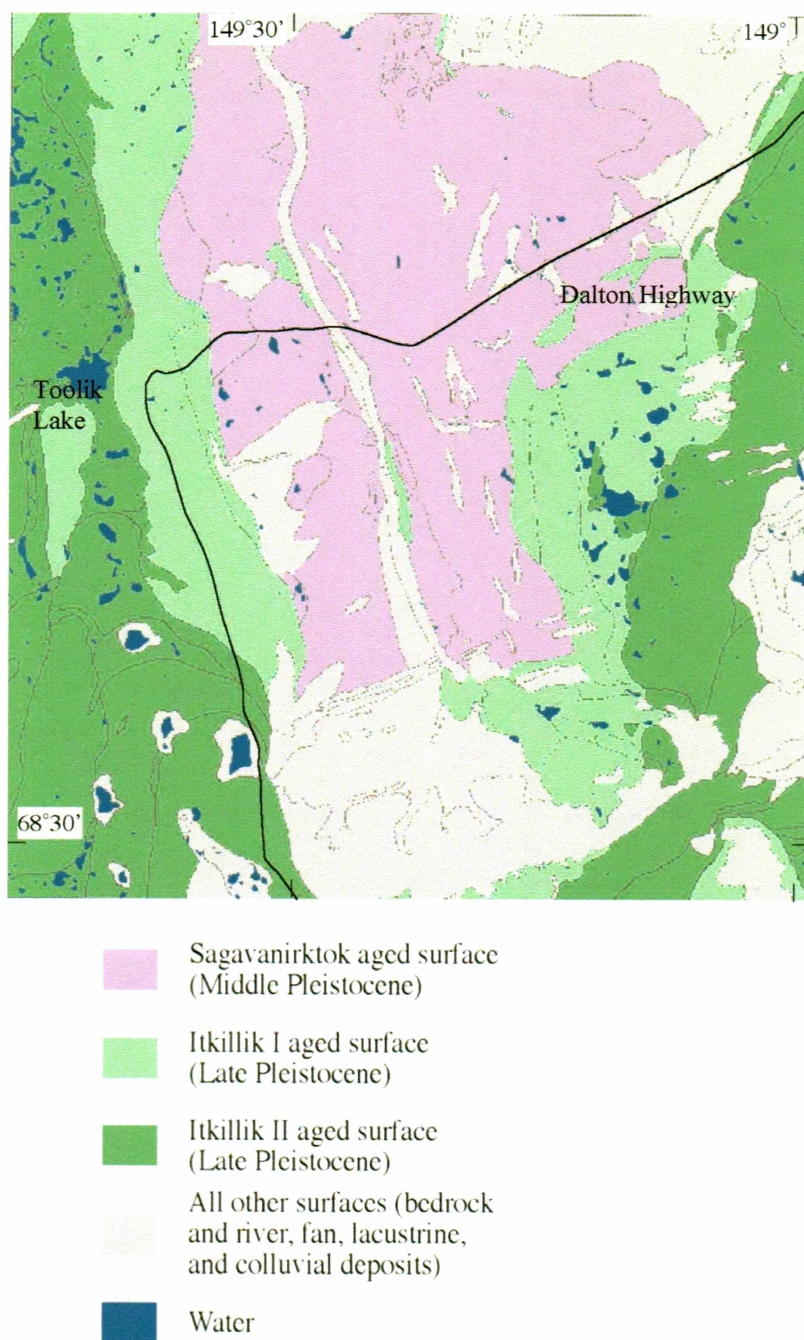 149°30’
149°
Dalton Highway
Toolik
Lake
68°30’
Sagavanirktok aged surface
(Middle Pleistocene)
Itkillik I aged surface
(Late Pleistocene)
Itkillik II aged surface
(Late Pleistocene)
All other surfaces (bedrock
and river, fan, lacustrine,
and colluvial deposits)
Water